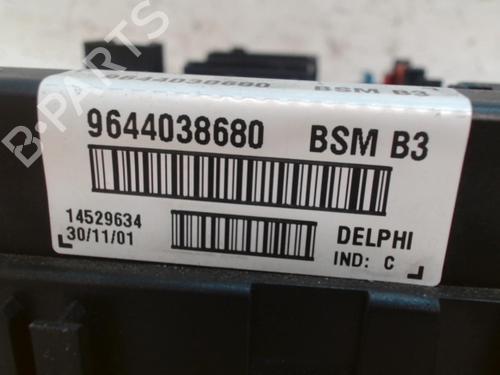 9644038680 BSM B3
9644038680 BSM B3
14529634 DELPHI
30/11/01 IND: C
B-PARTS